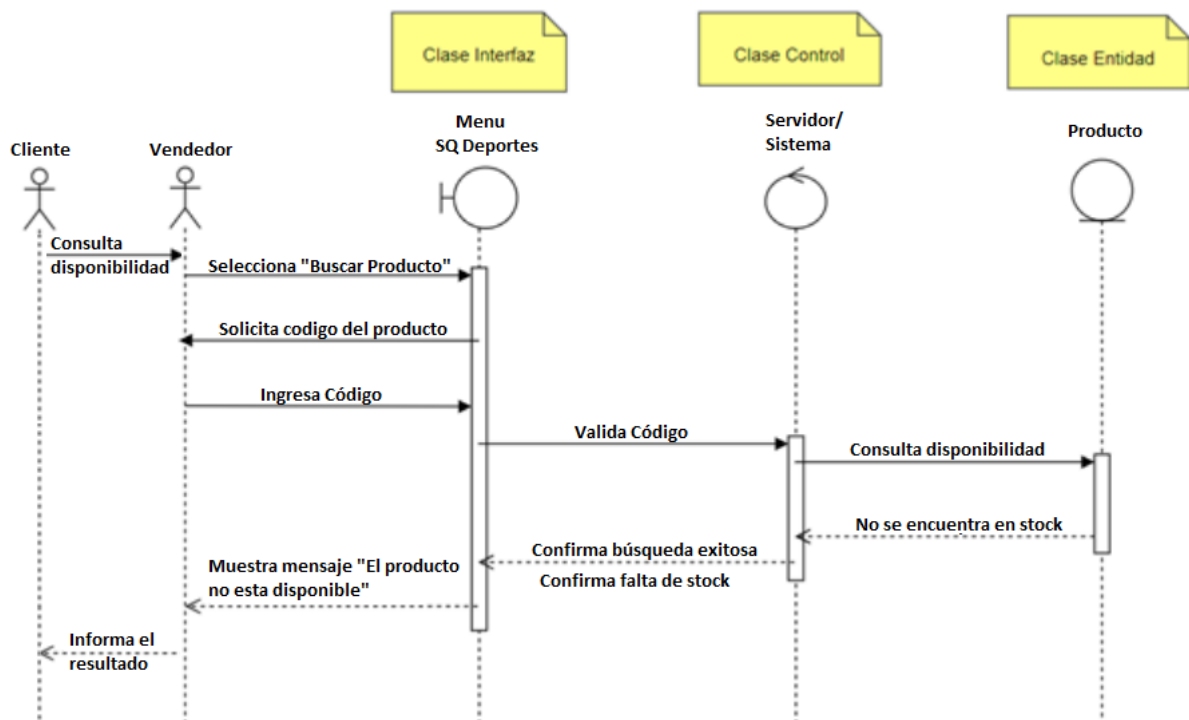 Clase Interfaz
Clase Control
Clase Entidad
Cliente
Vendedor
Menu
SQ Deportes
Servidor/
Sistema
Producto
Consulta
disponibilidad
Selecciona "Buscar Producto"
Solicita codigo del producto
Ingresa Código
Valida Código
Consulta disponibilidad
No se encuentra en stock
Confirma búsqueda exitosa
Confirma falta de stock
Muestra mensaje "El producto
no esta disponible"
Informa el
resultado